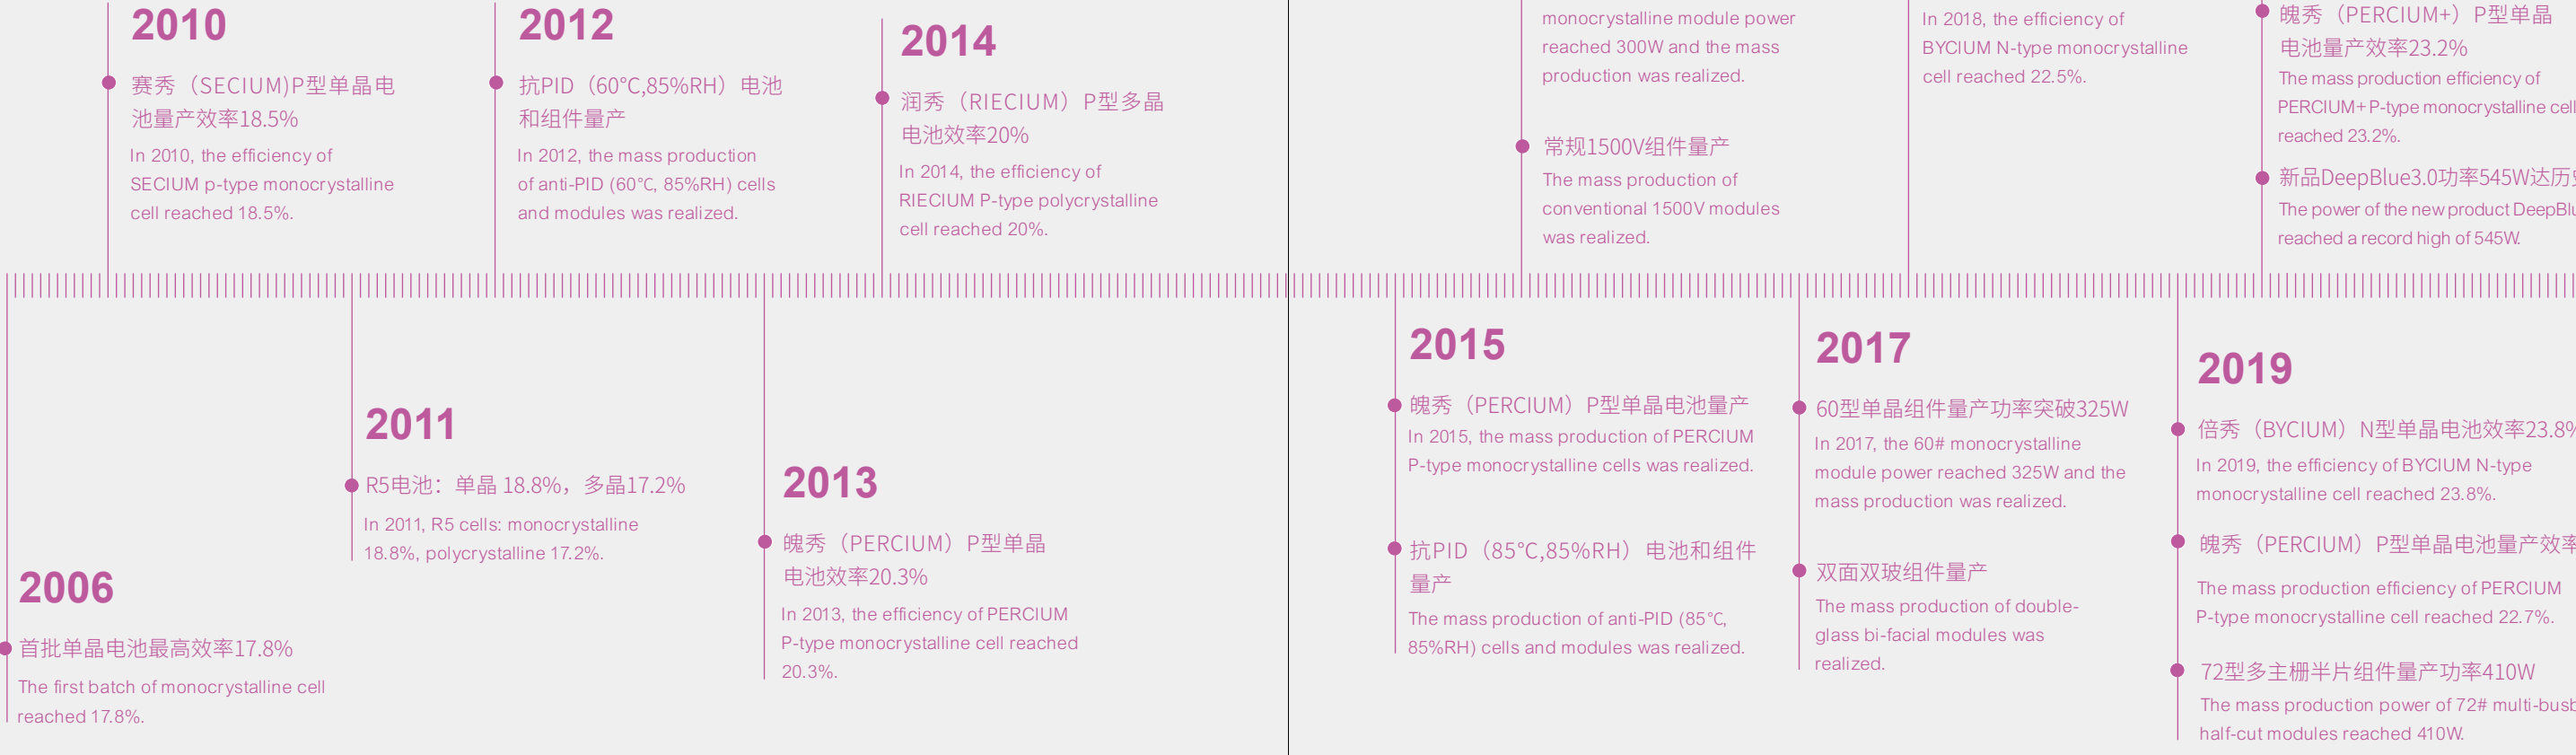 2010
赛秀（SECIUM)P型单晶电
池量产效率18.5%
In 2010, the efficiency of
SECIUM p-type monocrystalline
cell reached 18.5%.
2012
抗PID（60℃,85%RH）电池
和组件量产
In 2012, the mass production
of anti-PID (60℃, 85%RH) cells
and modules was realized.
2014
润秀（RIECIUM）P型多晶
电池效率20%
In 2014, the efficiency of
RIECIUM P-type polycrystalline
cell reached 20%.
monocrystalline module power
reached 300W and the mass
production was realized.
常规1500V组件量产
The mass production of
conventional 1500V modules
was realized.
In 2018, the efficiency of
BYCIUM N-type monocrystalline
cell reached 22.5%.
魄秀（PERCIUM+）P型单晶
电池量产效率23.2%
The mass production efficiency of
PERCIUM+ P-type monocrystalline cell
reached 23.2%.
新品DeepBlue3.0功率545W达历
The power of the new product DeepBlu
reached a record high of 545W.
2006
首批单晶电池最高效率17.8%
The first batch of monocrystalline cell
reached 17.8%.
2011
R5电池：单晶 18.8%，多晶17.2%
In 2011, R5 cells: monocrystalline
18.8%, polycrystalline 17.2%.
2013
魄秀（PERCIUM）P型单晶
电池效率20.3%
In 2013, the efficiency of PERCIUM
P-type monocrystalline cell reached
20.3%.
2015
魄秀（PERCIUM）P型单晶电池量产
In 2015, the mass production of PERCIUM
P-type monocrystalline cells was realized.
抗PID（85℃,85%RH）电池和组件
量产
The mass production of anti-PID (85℃,
85%RH) cells and modules was realized.
2017
60型单晶组件量产功率突破325W
In 2017, the 60# monocrystalline
module power reached 325W and the
mass production was realized.
双面双玻组件量产
The mass production of double-
glass bi-facial modules was
realized.
2019
倍秀（BYCIUM）N型单晶电池效率23.8%
In 2019, the efficiency of BYCIUM N-type
monocrystalline cell reached 23.8%.
魄秀（PERCIUM）P型单晶电池量产效率
The mass production efficiency of PERCIUM
P-type monocrystalline cell reached 22.7%.
72型多主栅半片组件量产功率410W
The mass production power of 72# multi-busb
half-cut modules reached 410W.